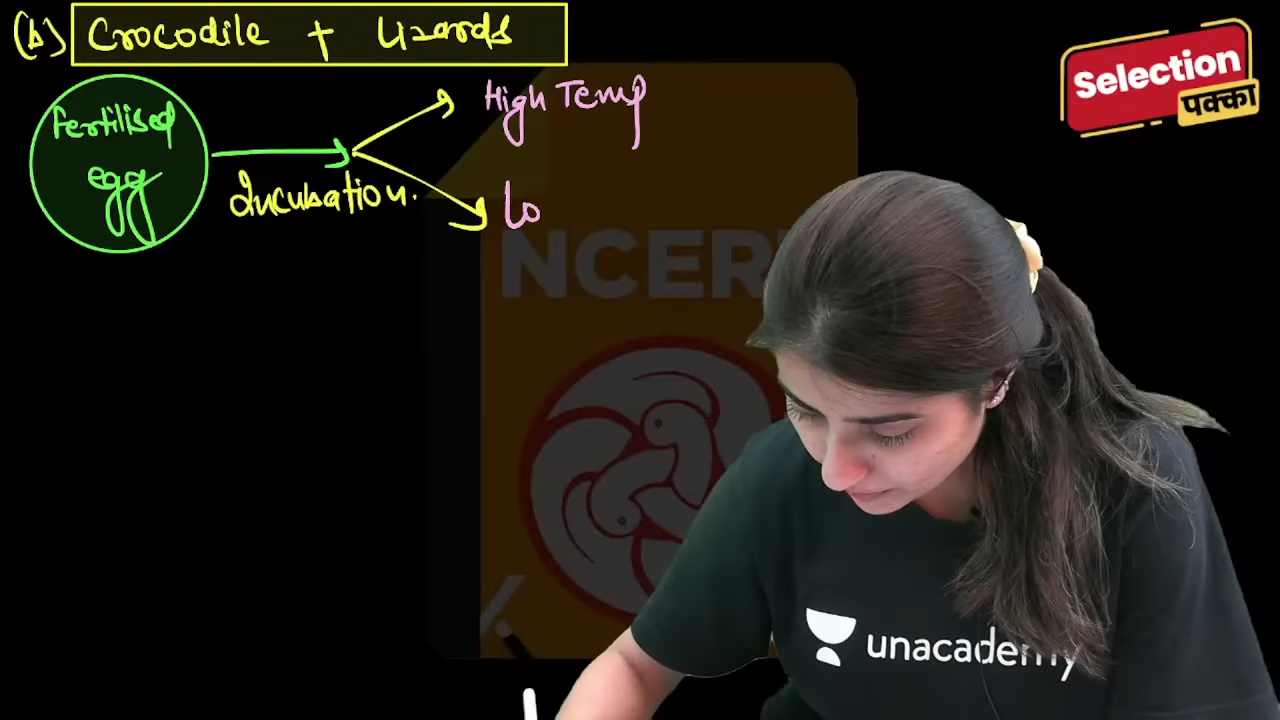 (b) Crocodile + Lizards
High Temp
Fertilised
egg
Incubation.
Lo
NCER
Selection
पक्का
unacademy